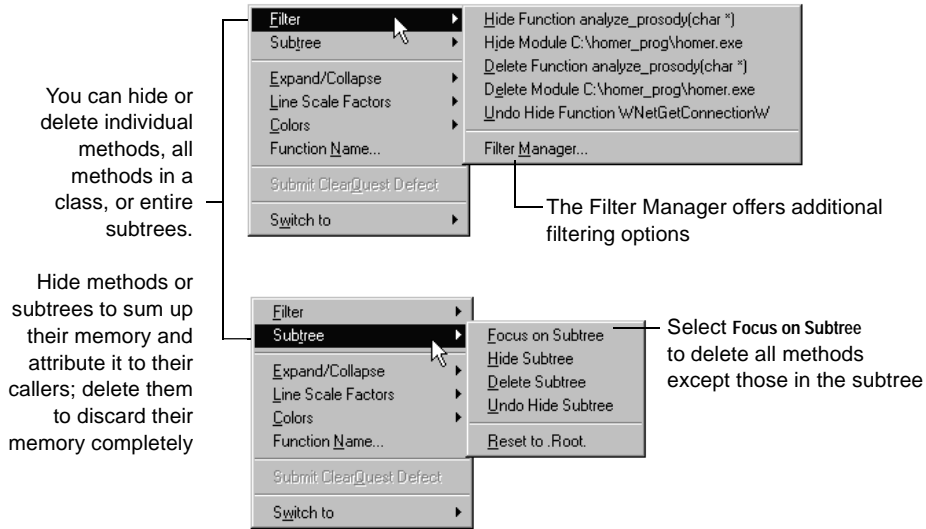 You can hide or
delete individual
methods, all
methods in a
class, or entire
subtrees.
Hide methods or
subtrees to sum up
their memory and
attribute it to their
callers; delete them
to discard their
memory completely
Filter
Subtree
Expand/Collapse
Line Scale Factors
Colors
Function Name...
Submit ClearQuest Defect
Switch to
Hide Function analyze_prosody(char *)
Hide Module C:\homer_prog\homer.exe
Delete Function analyze_prosody(char *)
Delete Module C:\homer_prog\homer.exe
Undo Hide Function WNetGetConnectionW
Filter Manager...
The Filter Manager offers additional
filtering options
Filter
Subtree
Expand/Collapse
Line Scale Factors
Colors
Function Name...
Submit ClearQuest Defect
Switch to
Focus on Subtree
Hide Subtree
Delete Subtree
Undo Hide Subtree
Reset to .Root.
Select Focus on Subtree
to delete all methods
except those in the subtree